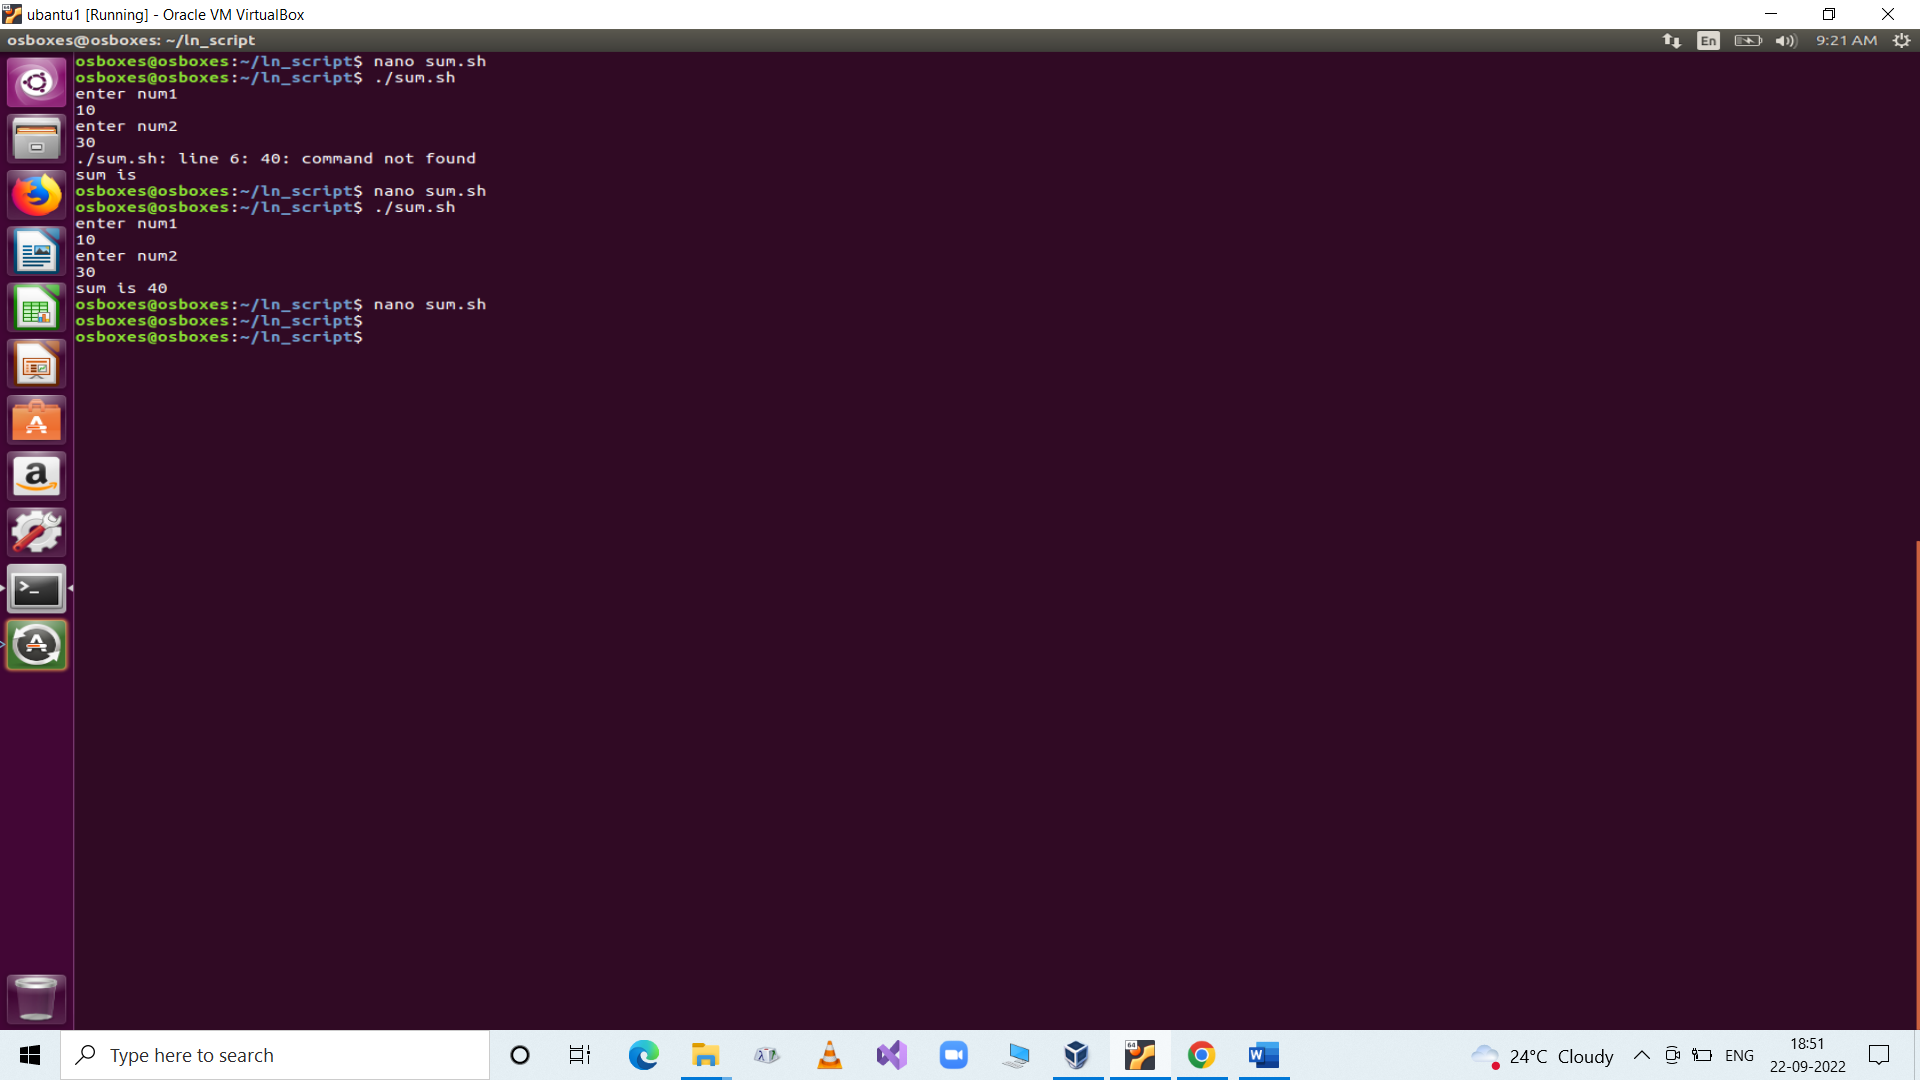 ubantu1 [Running] - Oracle VM VirtualBox
osboxes@osboxes: ~/ln_script
En
9:21 AM
osboxes@osboxes:~/ln_script$ nano sum.sh
osboxes@osboxes:~/ln_script$ ./sum.sh
enter num1
10
enter num2
30
./sum.sh: line 6: 40: command not found
sum is
osboxes@osboxes:~/ln_script$ nano sum.sh
osboxes@osboxes:~/ln_script$ ./sum.sh
enter num1
10
enter num2
30
sum is 40
osboxes@osboxes:~/ln_script$ nano sum.sh
osboxes@osboxes:~/ln_script$
osboxes@osboxes:~/ln_script$
Type here to search
64
24°C Cloudy
ENG
18:51
22-09-2022